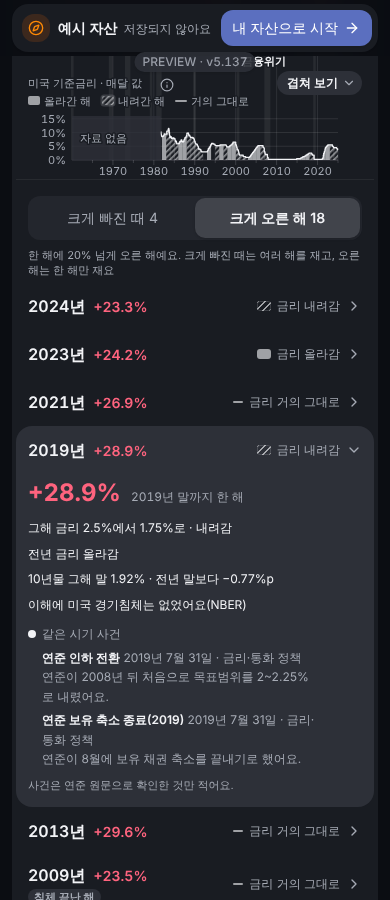 예시 자산 저장되지 않아요 내 자산으로 시작
PREVIEW · v5.137 융위기
미국 기준금리 · 매달 값 겹쳐 보기
올라간 해 내려간 해 거의 그대로
15%
10%
5%
0%
자료 없음
1970 1980 1990 2000 2010 2020
크게 빠진 때 4 크게 오른 해 18
한 해에 20% 넘게 오른 해예요. 크게 빠진 때는 여러 해를 재고, 오른
해는 한 해만 재요
2024년 +23.3% 금리 내려감
2023년 +24.2% 금리 올라감
2021년 +26.9% 금리 거의 그대로
2019년 +28.9% 금리 내려감
+28.9% 2019년 말까지 한 해
그해 금리 2.5%에서 1.75%로 · 내려감
전년 금리 올라감
10년물 그해 말 1.92% · 전년 말보다 −0.77%p
이해에 미국 경기침체는 없었어요(NBER)
같은 시기 사건
연준 인하 전환 2019년 7월 31일 · 금리·통화 정책
연준이 2008년 뒤 처음으로 목표범위를 2~2.25%
로 내렸어요.
연준 보유 축소 종료(2019) 2019년 7월 31일 · 금리·
통화 정책
연준이 8월에 보유 채권 축소를 끝내기로 했어요.
사건은 연준 원문으로 확인한 것만 적어요.
2013년 +29.6% 금리 거의 그대로
2009년 +23.5% 금리 거의 그대로
침체 끝난 해